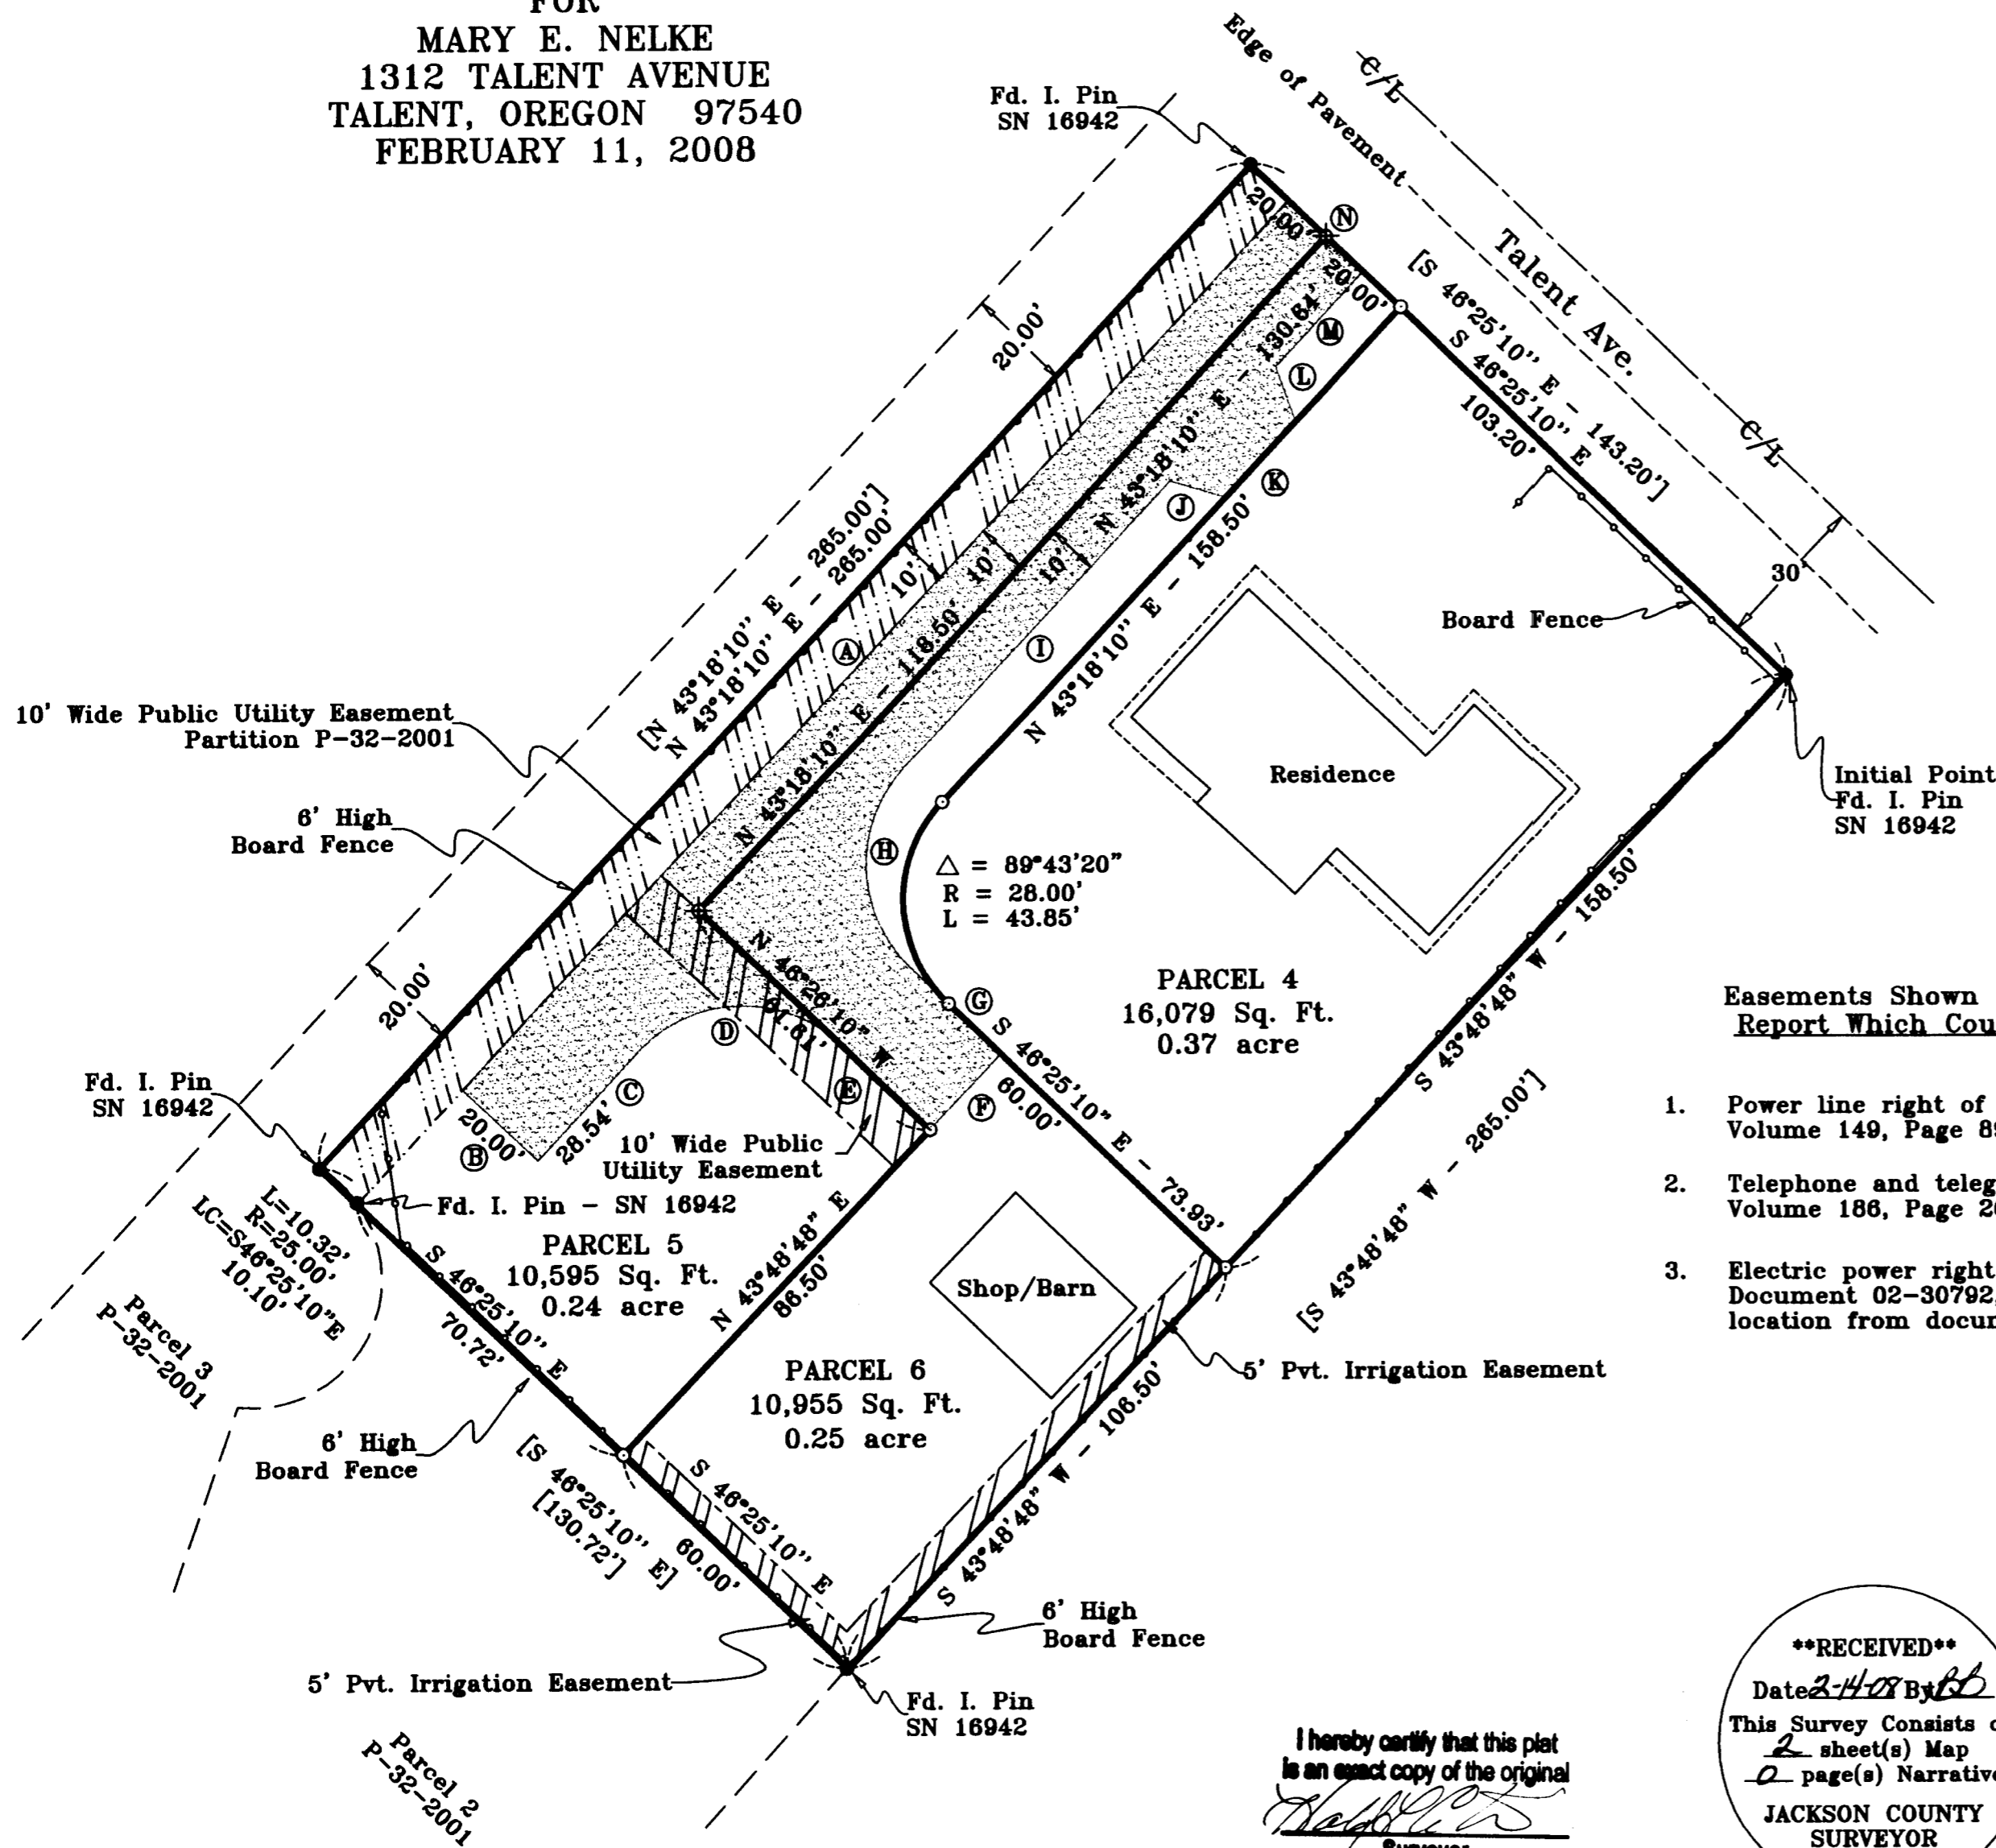 FOR
MARY E. NELKE
1312 TALENT AVENUE
TALENT, OREGON 97540
FEBRUARY 11, 2008
Fd. I. Pin
SN 16942
Edge of Pavement
C/L
Talent Ave.
C/L
20.00'
N
20.00'
[S 46°25'10" E - 143.20']
S 46°25'10" E
103.20'
30'
M
L
K
J
20.00'
N 43°18'10" E - 130.64'
N 43°18'10" E - 158.50'
[N 43°18'10" E - 265.00']
N 43°18'10" E - 265.00'
10'
10'
10'
A
I
N 43°18'10" E - 118.50'
Board Fence
Residence
Initial Point
Fd. I. Pin
SN 16942
10' Wide Public Utility Easement
Partition P-32-2001
6' High
Board Fence
H
△ = 89°43'20"
R = 28.00'
L = 43.85'
S 43°48'48" W - 158.50'
PARCEL 4
16,079 Sq. Ft.
0.37 acre
20.00'
N 46°26'10" W
61.81'
G
S 46°25'10" E - 73.93'
60.00'
D
E
F
C
28.54'
20.00'
B
10' Wide Public
Utility Easement
Fd. I. Pin
SN 16942
Fd. I. Pin - SN 16942
L=10.32'
R=25.00'
LC=S46°25'10"E
10.10'
Parcel 3
P-32-2001
PARCEL 5
10,595 Sq. Ft.
0.24 acre
S 46°25'10" E
70.72'
N 43°48'48" E
86.50'
Shop/Barn
[S 43°48'48" W - 265.00']
5' Pvt. Irrigation Easement
PARCEL 6
10,955 Sq. Ft.
0.25 acre
S 43°48'48" W - 106.50'
6' High
Board Fence
[S 46°25'10" E]
[130.72']
S 46°25'10" E
60.00'
6' High
Board Fence
5' Pvt. Irrigation Easement
Fd. I. Pin
SN 16942
Parcel 2
P-32-2001
Easements Shown
Report Which Cou
1. Power line right of
Volume 149, Page 8
2. Telephone and teleg
Volume 186, Page 2
3. Electric power right
Document 02-30792,
location from docum
I hereby certify that this plat
is an exact copy of the original
Surveyor
**RECEIVED**
Date 2-14-08 By BB
This Survey Consists o
2 sheet(s) Map
0 page(s) Narrative
JACKSON COUNTY
SURVEYOR